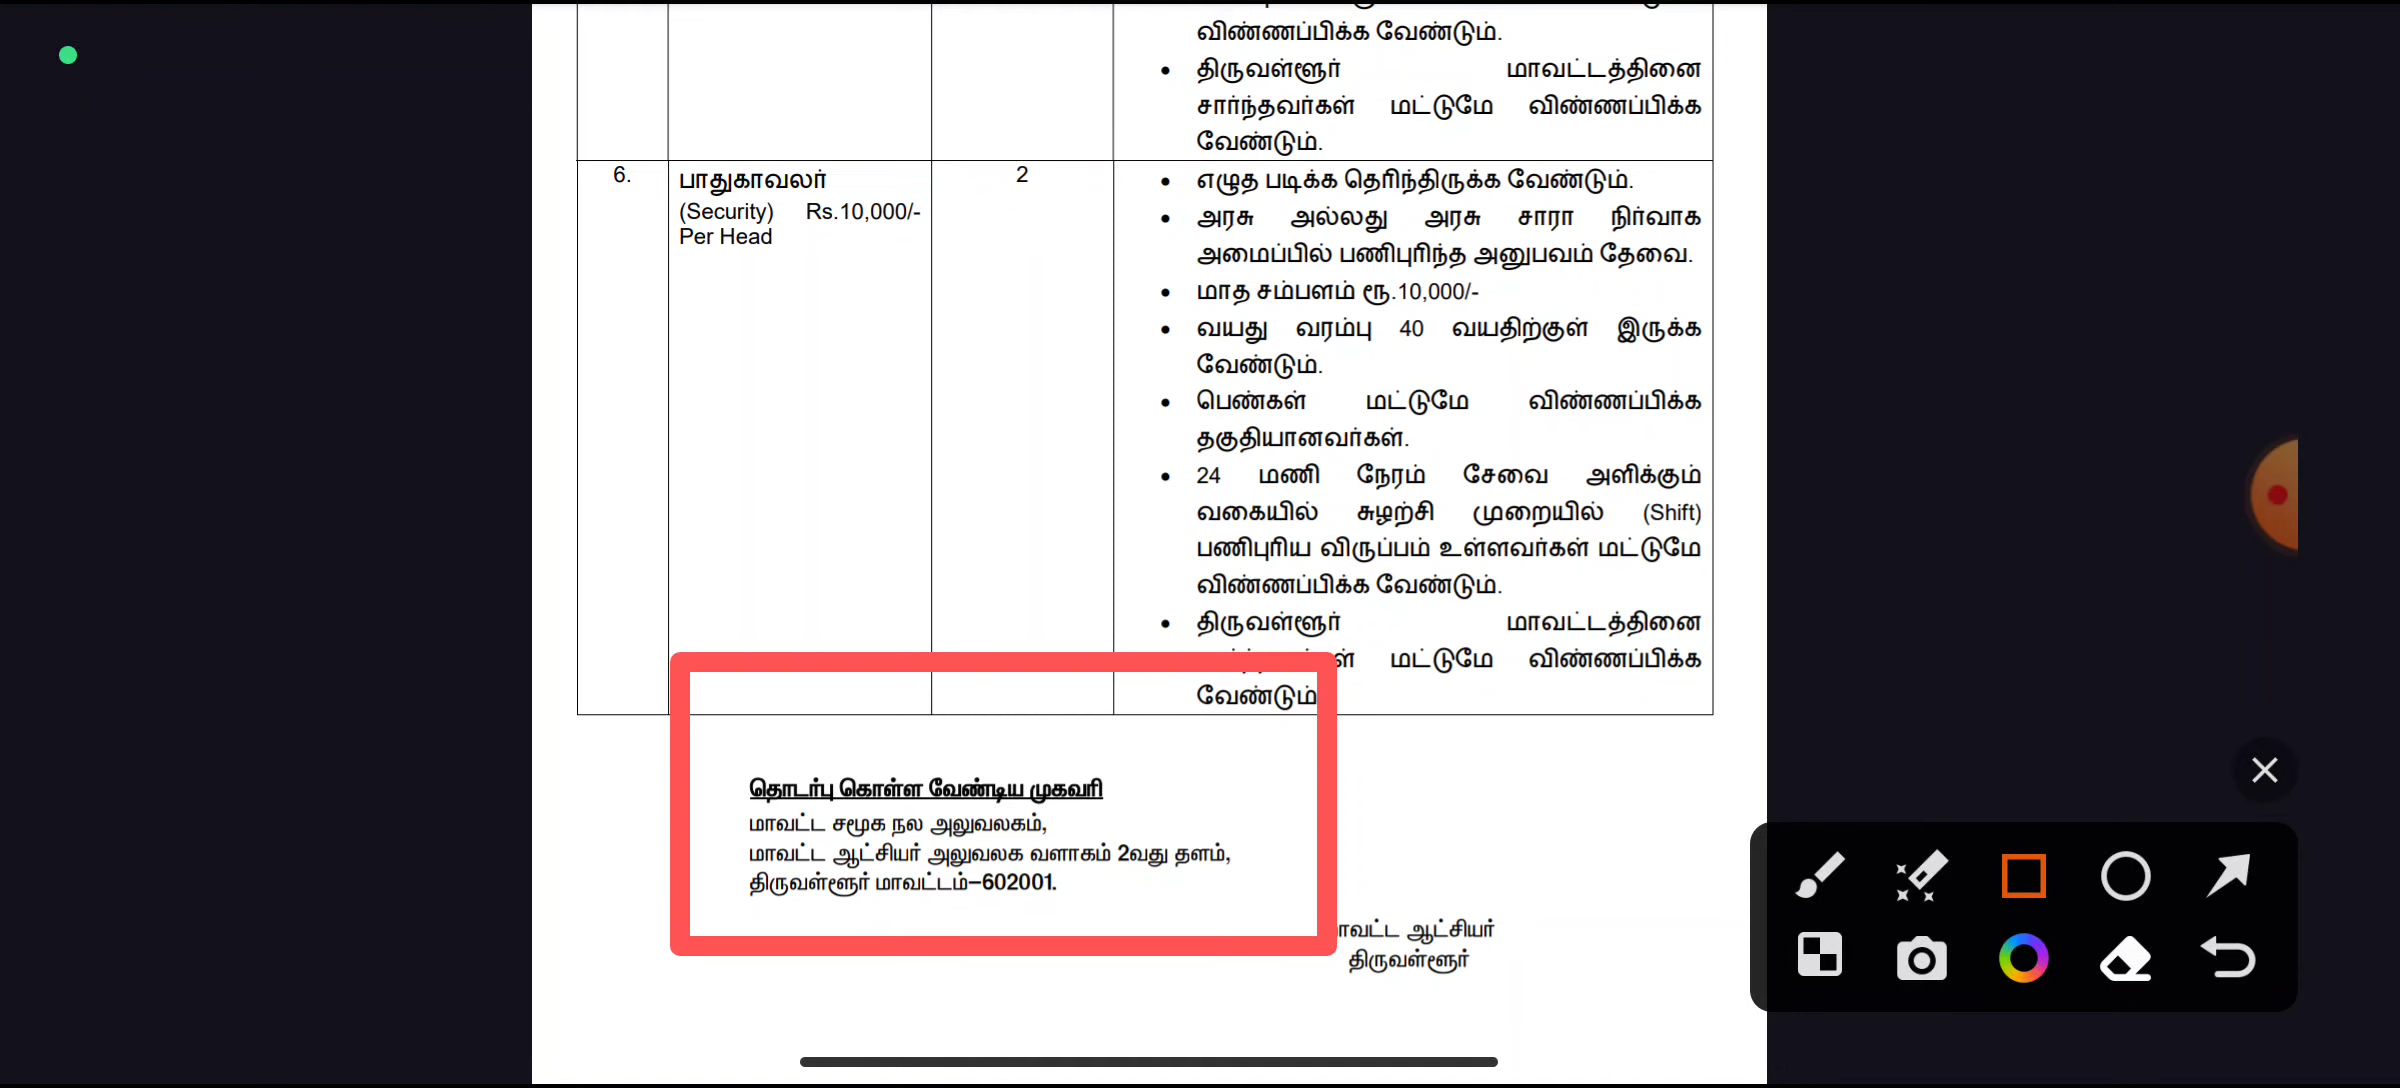 விண்ணப்பிக்க வேண்டும்.
• திருவள்ளூர் மாவட்டத்தினை
சார்ந்தவர்கள் மட்டுமே விண்ணப்பிக்க
வேண்டும்.
6.
பாதுகாவலர்
(Security) Rs.10,000/-
Per Head
2
• எழுத படிக்க தெரிந்திருக்க வேண்டும்.
• அரசு அல்லது அரசு சாரா நிர்வாக
அமைப்பில் பணிபுரிந்த அனுபவம் தேவை.
• மாத சம்பளம் ரூ.10,000/-
• வயது வரம்பு 40 வயதிற்குள் இருக்க
வேண்டும்.
• பெண்கள் மட்டுமே விண்ணப்பிக்க
தகுதியானவர்கள்.
• 24 மணி நேரம் சேவை அளிக்கும்
வகையில் சுழற்சி முறையில் (Shift)
பணிபுரிய விருப்பம் உள்ளவர்கள் மட்டுமே
விண்ணப்பிக்க வேண்டும்.
• திருவள்ளூர் மாவட்டத்தினை
மட்டுமே விண்ணப்பிக்க
வேண்டும்
தொடர்பு கொள்ள வேண்டிய முகவரி
மாவட்ட சமூக நல அலுவலகம்,
மாவட்ட ஆட்சியர் அலுவலக வளாகம் 2வது தளம்,
திருவள்ளூர் மாவட்டம்–602001.
ஆட்சியர்
திருவள்ளூர்